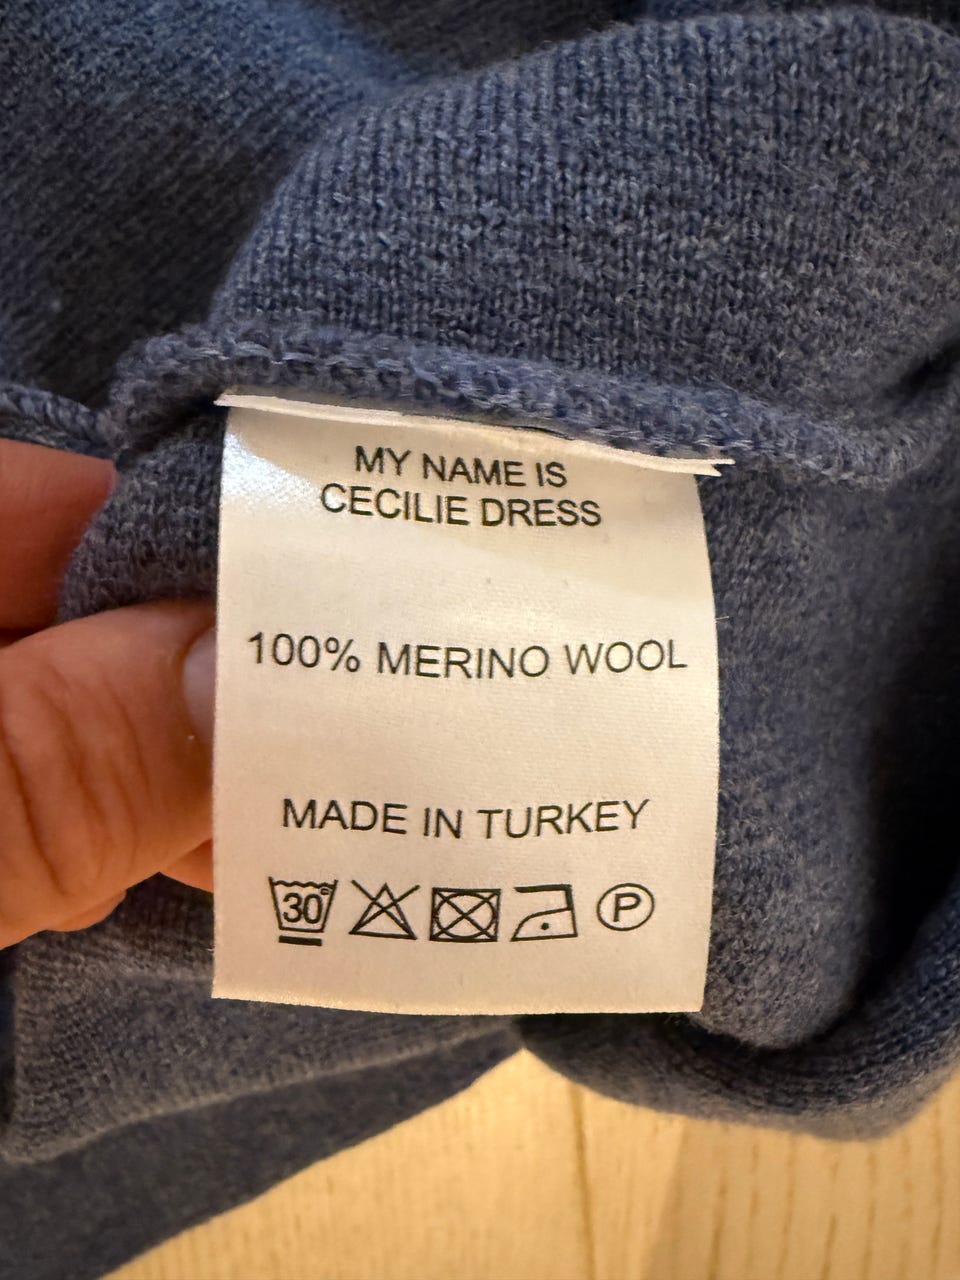 MY NAME IS
CECILIE DRESS
100% MERINO WOOL
MADE IN TURKEY
30° P